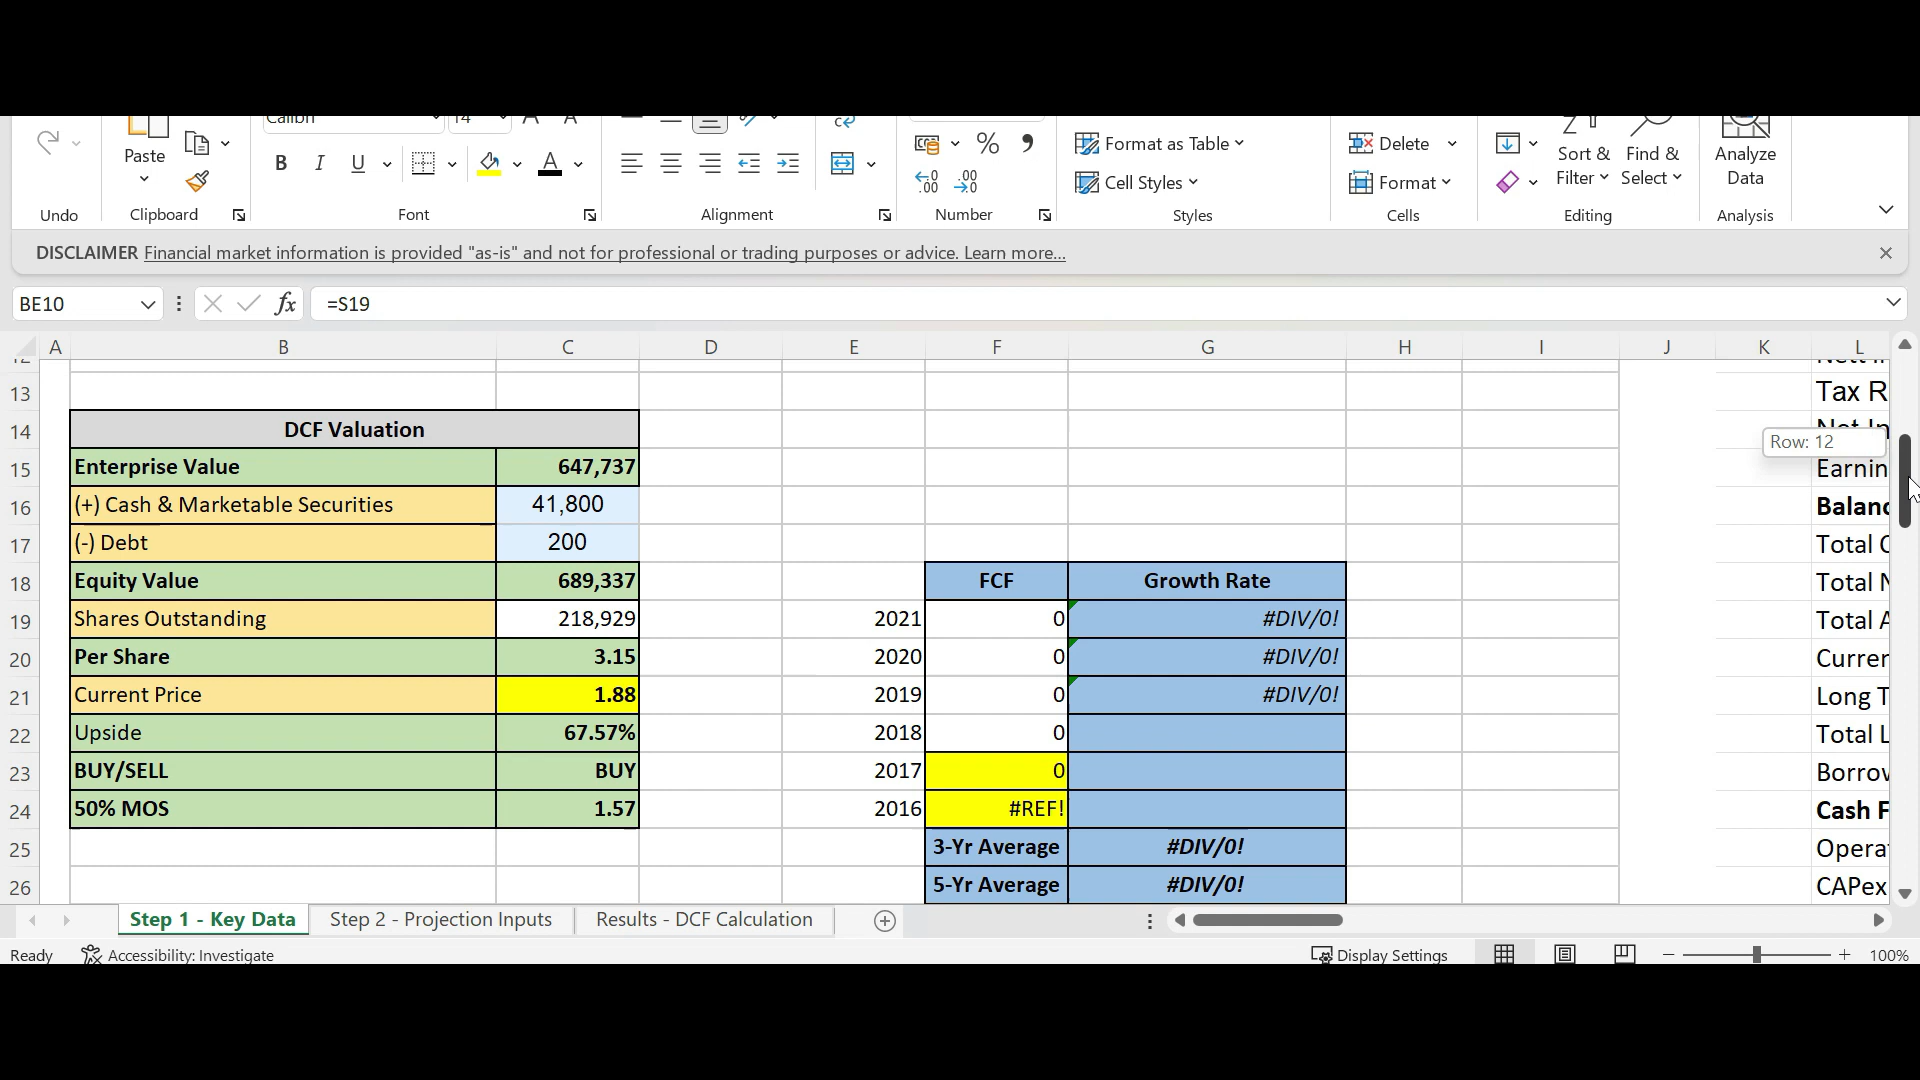 Calibri 14
Paste
Undo Clipboard Font Alignment Number Styles Cells Editing Analysis
B I U A
% ,
Format as Table
Cell Styles
Delete
Format
Sort & Filter
Find & Select
Analyze Data
DISCLAIMER Financial market information is provided "as-is" and not for professional or trading purposes or advice. Learn more...
BE10 fx =S19
A B C D E F G H I J K L
13 Tax R
14 DCF Valuation
Row: 12
15 Enterprise Value 647,737 Earnin
16 (+) Cash & Marketable Securities 41,800 Balanc
17 (-) Debt 200 Total C
18 Equity Value 689,337 FCF Growth Rate Total N
19 Shares Outstanding 218,929 2021 0 #DIV/0! Total A
20 Per Share 3.15 2020 0 #DIV/0! Curren
21 Current Price 1.88 2019 0 #DIV/0! Long T
22 Upside 67.57% 2018 0 Total L
23 BUY/SELL BUY 2017 0 Borrow
24 50% MOS 1.57 2016 #REF! Cash F
25 3-Yr Average #DIV/0! Opera
26 5-Yr Average #DIV/0! CAPex
Step 1 - Key Data Step 2 - Projection Inputs Results - DCF Calculation
Ready Accessibility: Investigate Display Settings 100%